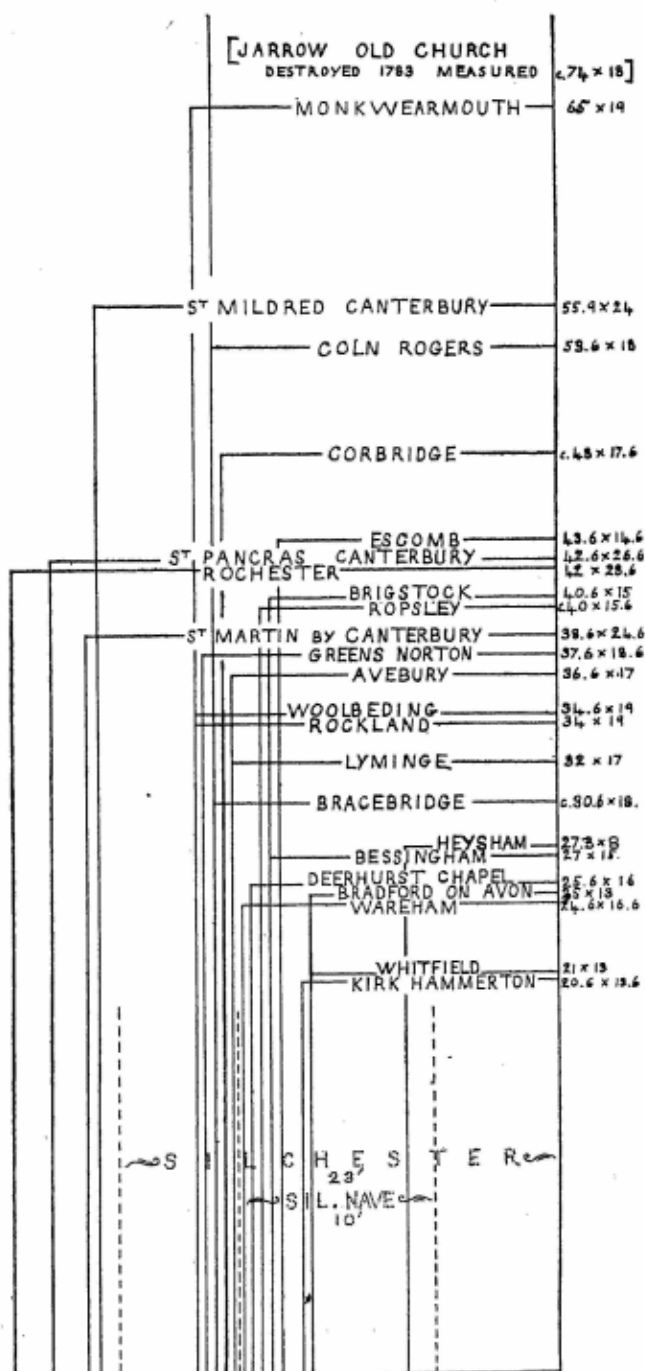 [JARROW OLD CHURCH
DESTROYED 1783 MEASURED c.74 × 18]
MONKWEARMOUTH 65 × 19
ST MILDRED CANTERBURY 55.9 × 24
COLN ROGERS 53.6 × 18
CORBRIDGE c.48 × 17.6
ESCOMB 43.6 × 14.6
ST PANCRAS CANTERBURY 42.6 × 26.6
ROCHESTER 42 × 28.6
BRIGSTOCK 40.6 × 15
ROPSLEY c40 × 15.6
ST MARTIN BY CANTERBURY 38.6 × 24.6
GREENS NORTON 37.6 × 18.6
AVEBURY 36.6 × 17
WOOLBEDING 34.6 × 19
ROCKLAND 34 × 19
LYMINGE 32 × 17
BRACEBRIDGE c.30.6 × 18.
HEYSHAM 27.3 × 8
BESSINGHAM 27 × 15.
DEERHURST CHAPEL 25.6 × 16
BRADFORD ON AVON 25 × 13
WAREHAM 24.6 × 16.6
WHITFIELD 21 × 13
KIRK HAMMERTON 20.6 × 13.6
SILCHESTER
23'
SIL. NAVE
10'